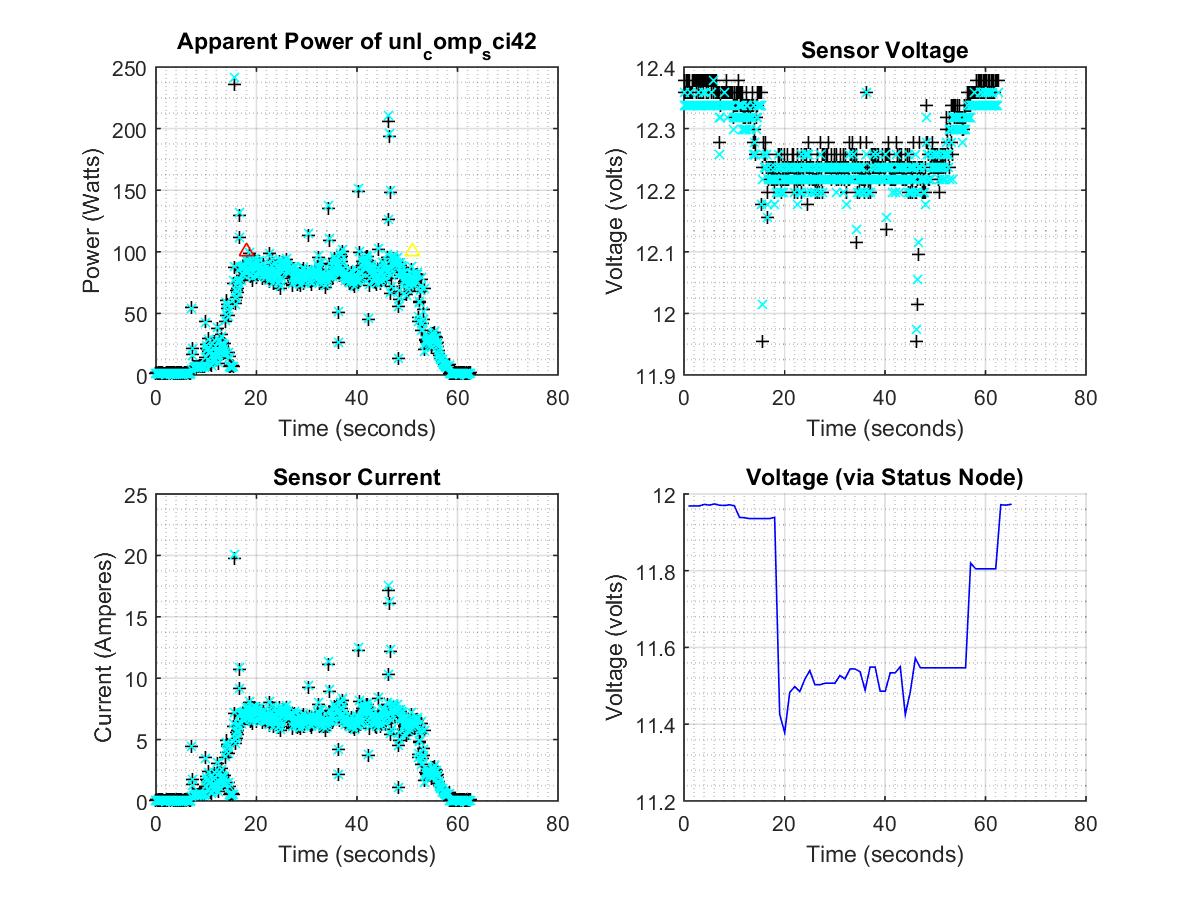 Apparent Power of unl_comp_sci42
250
200
150
100
50
0
Power (Watts)
0 20 40 60 80
Time (seconds)
Sensor Voltage
12.4
12.3
12.2
12.1
12
11.9
Voltage (volts)
0 20 40 60 80
Time (seconds)
Sensor Current
25
20
15
10
5
0
Current (Amperes)
0 20 40 60 80
Time (seconds)
Voltage (via Status Node)
12
11.8
11.6
11.4
11.2
Voltage (volts)
0 20 40 60 80
Time (seconds)